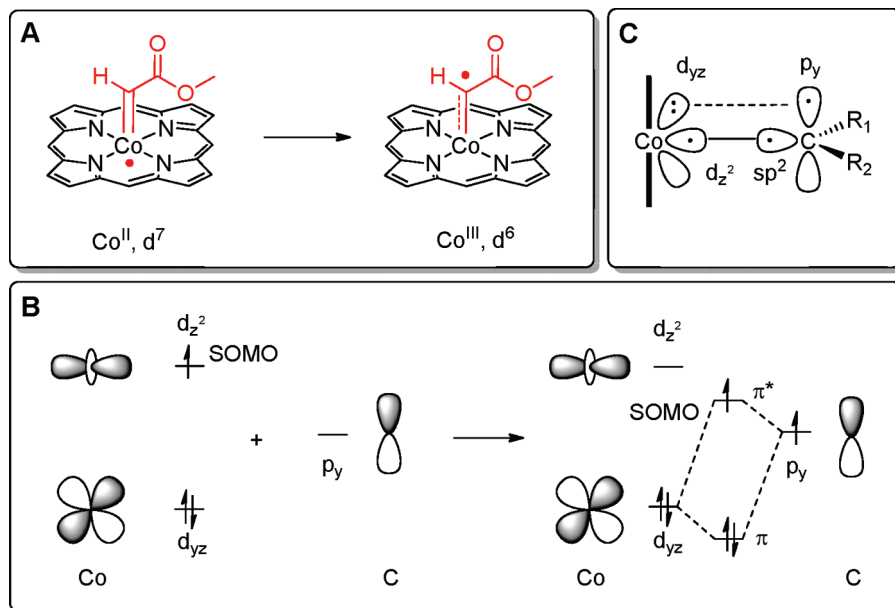 A
H
O
O
N
N
Co
N
N
Co^II, d^7
H
O
O
N
N
Co
N
N
Co^III, d^6
C
d_yz
p_y
Co
C
R_1
R_2
d_z^2
sp^2
B
d_z^2
SOMO
+
p_y
d_yz
Co
C
d_z^2
π*
SOMO
p_y
d_yz
π
Co
C